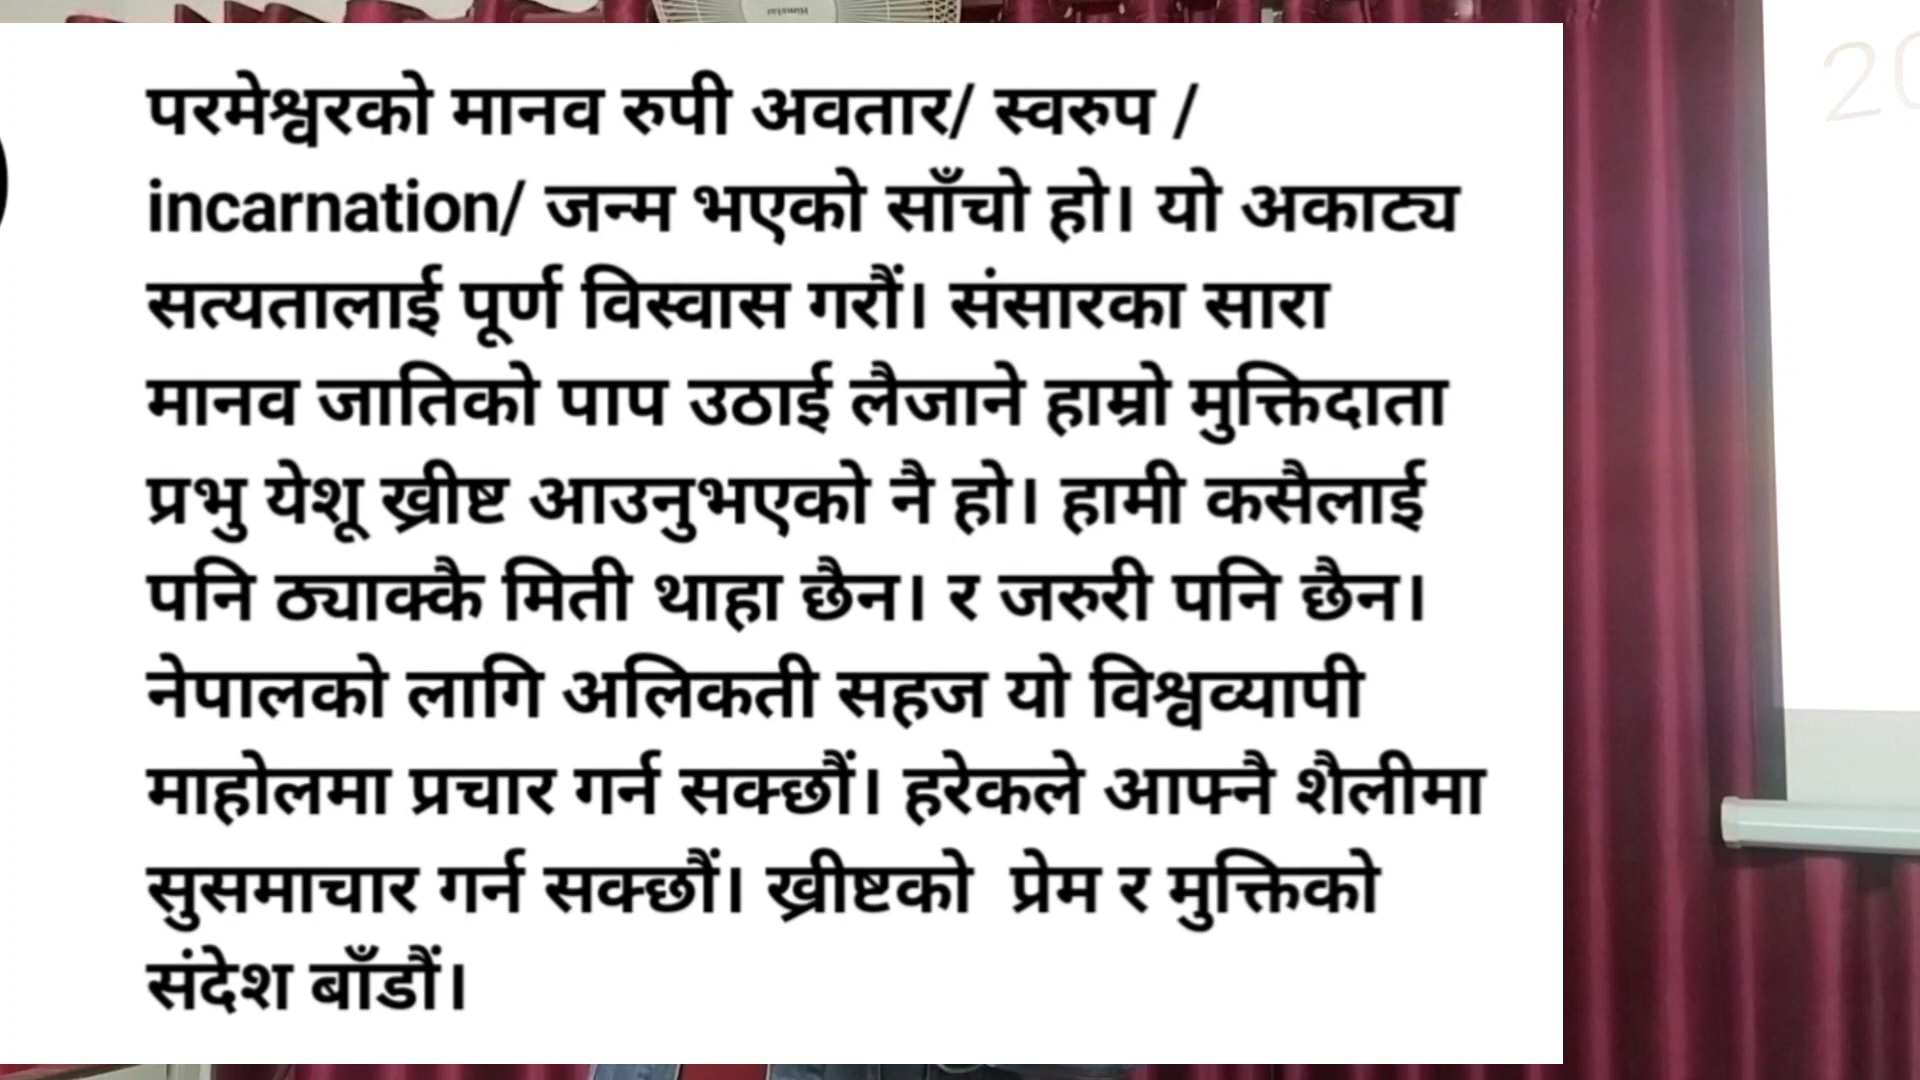 Himstar
20
परमेश्वरको मानव रुपी अवतार/ स्वरुप /
incarnation/ जन्म भएको साँचो हो। यो अकाट्य
सत्यतालाई पूर्ण विस्वास गरौं। संसारका सारा
मानव जातिको पाप उठाई लैजाने हाम्रो मुक्तिदाता
प्रभु येशू ख्रीष्ट आउनुभएको नै हो। हामी कसैलाई
पनि ठ्याक्कै मिती थाहा छैन। र जरुरी पनि छैन।
नेपालको लागि अलिकती सहज यो विश्वव्यापी
माहोलमा प्रचार गर्न सक्छौं। हरेकले आफ्नै शैलीमा
सुसमाचार गर्न सक्छौं। ख्रीष्टको  प्रेम र मुक्तिको
संदेश बाँडौं।